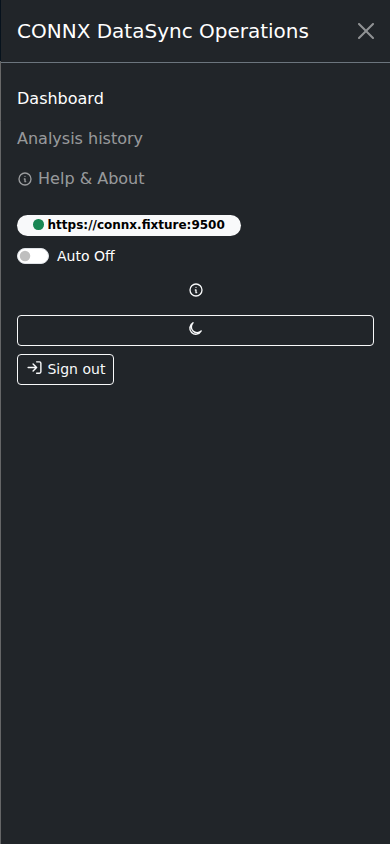 CONNX DataSync Operations
Dashboard
Analysis history
Help & About
https://connx.fixture:9500
Auto Off
Sign out